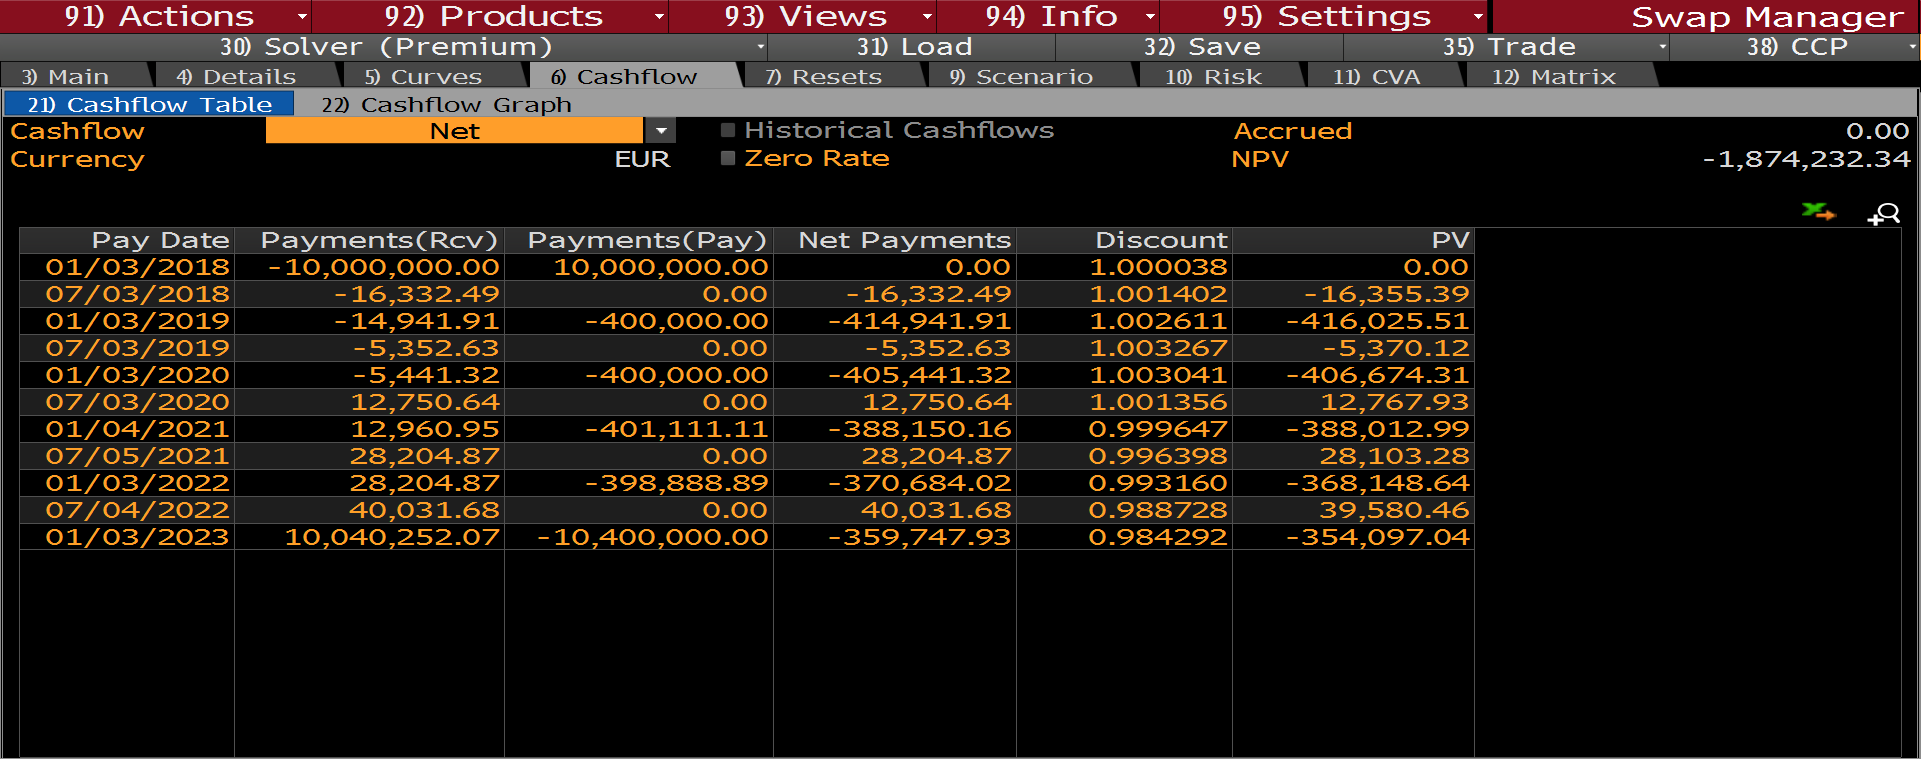 91) Actions 92) Products 93) Views 94) Info 95) Settings Swap Manager
30) Solver (Premium) 31) Load 32) Save 35) Trade 38) CCP
3) Main 4) Details 5) Curves 6) Cashflow 7) Resets 9) Scenario 10) Risk 11) CVA 12) Matrix
21) Cashflow Table 22) Cashflow Graph
Cashflow Net Historical Cashflows Accrued 0.00
Currency EUR Zero Rate NPV -1,874,232.34
Pay Date Payments(Rcv) Payments(Pay) Net Payments Discount PV
01/03/2018 -10,000,000.00 10,000,000.00 0.00 1.000038 0.00
07/03/2018 -16,332.49 0.00 -16,332.49 1.001402 -16,355.39
01/03/2019 -14,941.91 -400,000.00 -414,941.91 1.002611 -416,025.51
07/03/2019 -5,352.63 0.00 -5,352.63 1.003267 -5,370.12
01/03/2020 -5,441.32 -400,000.00 -405,441.32 1.003041 -406,674.31
07/03/2020 12,750.64 0.00 12,750.64 1.001356 12,767.93
01/04/2021 12,960.95 -401,111.11 -388,150.16 0.999647 -388,012.99
07/05/2021 28,204.87 0.00 28,204.87 0.996398 28,103.28
01/03/2022 28,204.87 -398,888.89 -370,684.02 0.993160 -368,148.64
07/04/2022 40,031.68 0.00 40,031.68 0.988728 39,580.46
01/03/2023 10,040,252.07 -10,400,000.00 -359,747.93 0.984292 -354,097.04